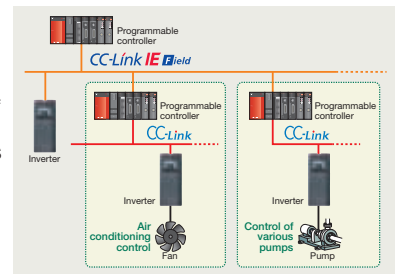 Programmable
controller
CC-Link IE Field
Programmable
controller
Programmable
controller
CC-Link
CC-Link
Inverter
Inverter
Inverter
Air
conditioning
control
Fan
Control of
various
pumps
Pump